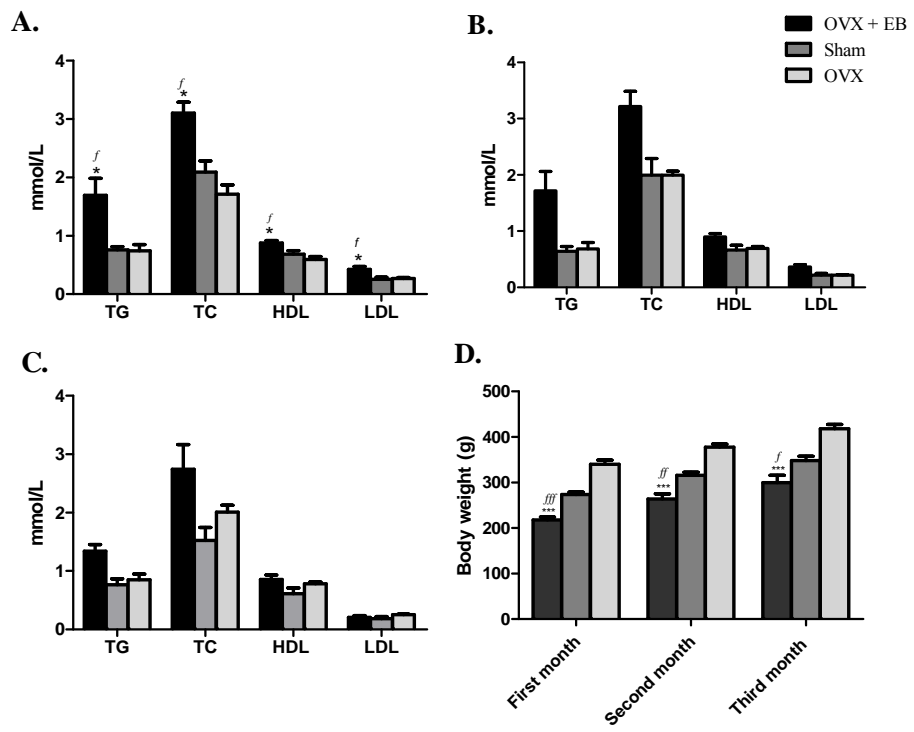 A.
mmol/L
4
3
2
1
0
f
*
f
*
f
*
f
*
TG TC HDL LDL
B.
OVX + EB
Sham
OVX
mmol/L
4
3
2
1
0
TG TC HDL LDL
C.
mmol/L
4
3
2
1
0
TG TC HDL LDL
D.
Body weight (g)
500
400
300
200
100
0
fff
***
ff
***
f
***
First month
Second month
Third month